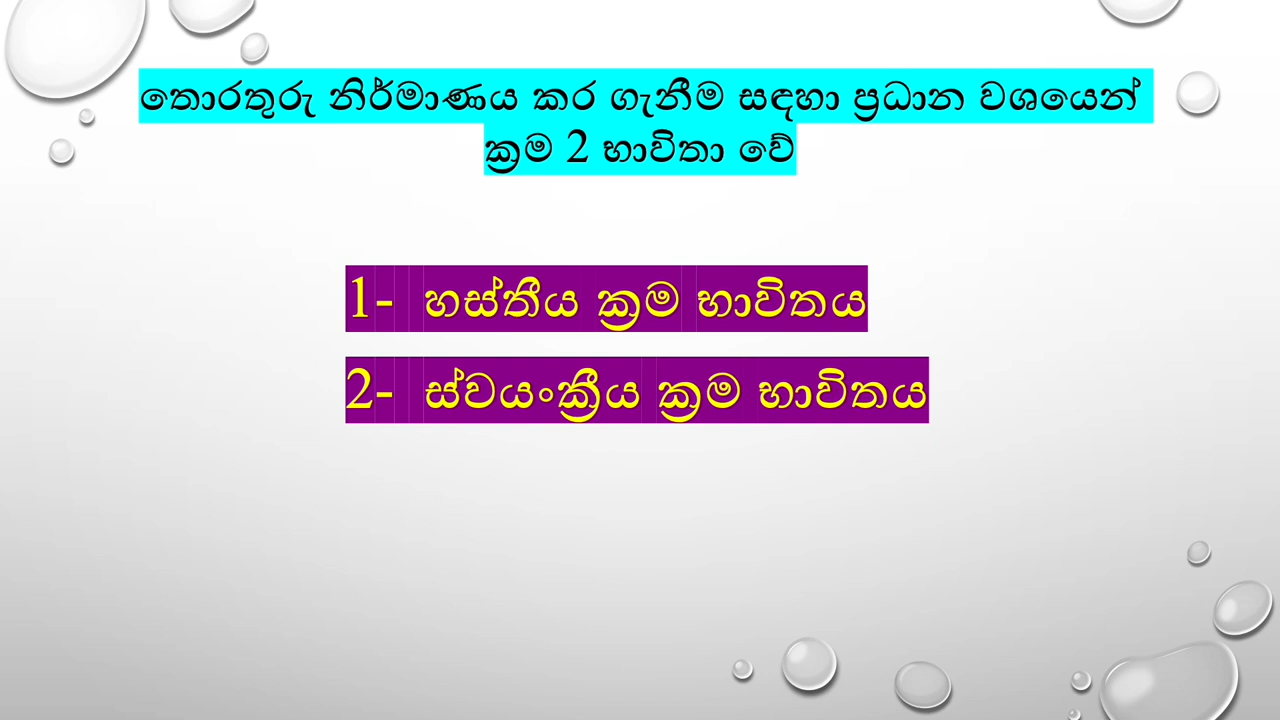 තොරතුරු නිර්මාණය කර ගැනීම සඳහා ප්‍රධාන වශයෙන්
ක්‍රම 2 භාවිතා වේ
1- හස්තීය ක්‍රම භාවිතය
2- ස්වයංක්‍රීය ක්‍රම භාවිතය